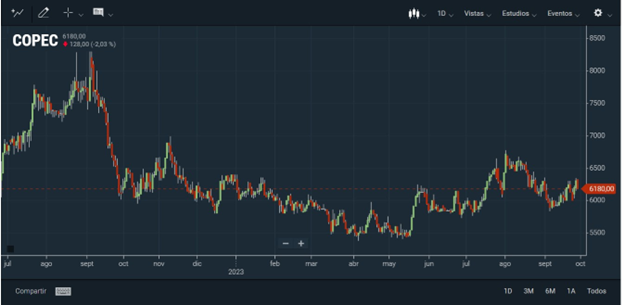 1D Vistas Estudios Eventos
COPEC 6180,00
128,00 (-2,03 %)
8500
8000
7500
7000
6500
6180,00
6000
5500
jul ago sept oct nov dic feb mar abr may jun jul ago sept oct
2023
Compartir 1D 3M 6M 1A Todos